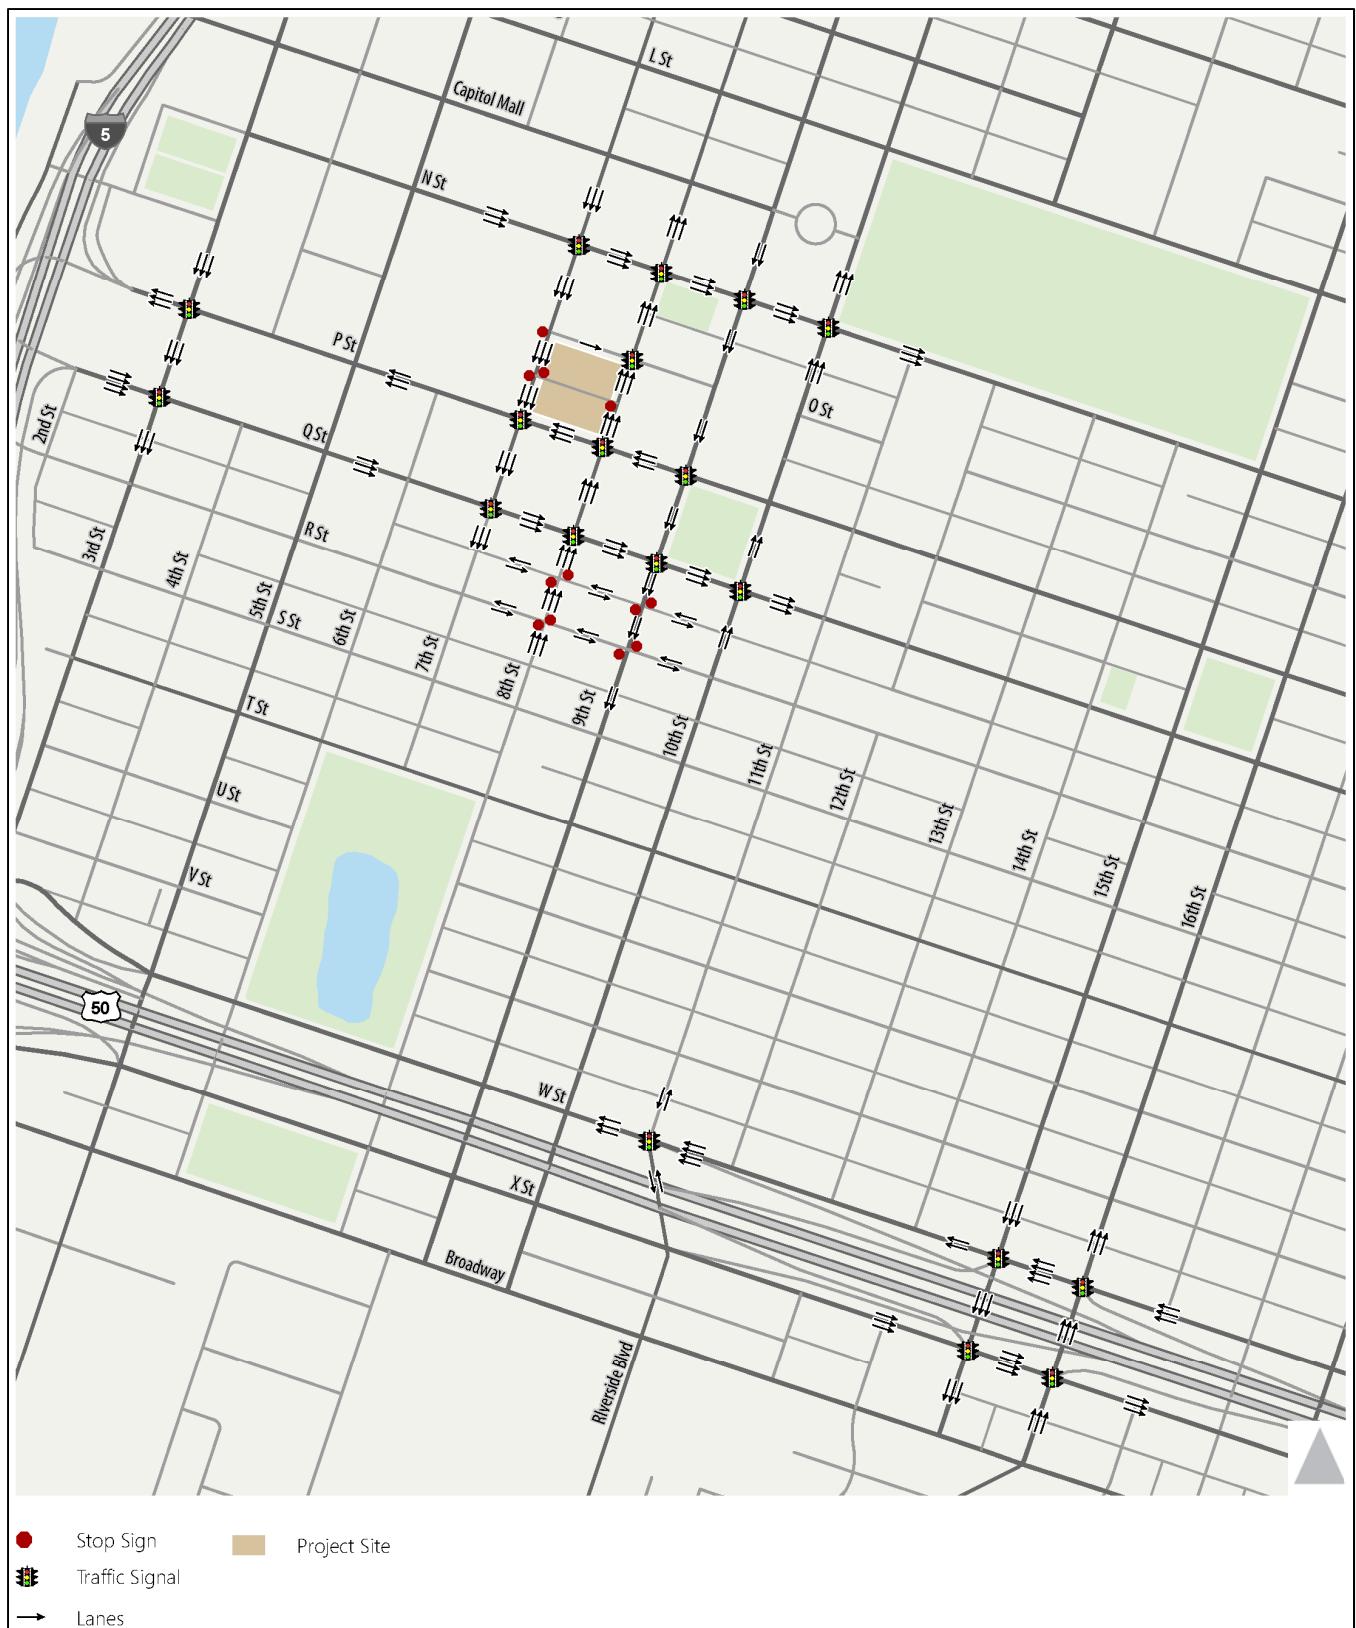 L St
Capitol Mall
5
N St
P St
O St
2nd St
Q St
R St
3rd St
4th St
5th St
S St
6th St
7th St
8th St
9th St
T St
10th St
11th St
12th St
U St
13th St
14th St
15th St
V St
16th St
50
W St
X St
Broadway
Riverside Blvd
Stop Sign
Project Site
Traffic Signal
Lanes